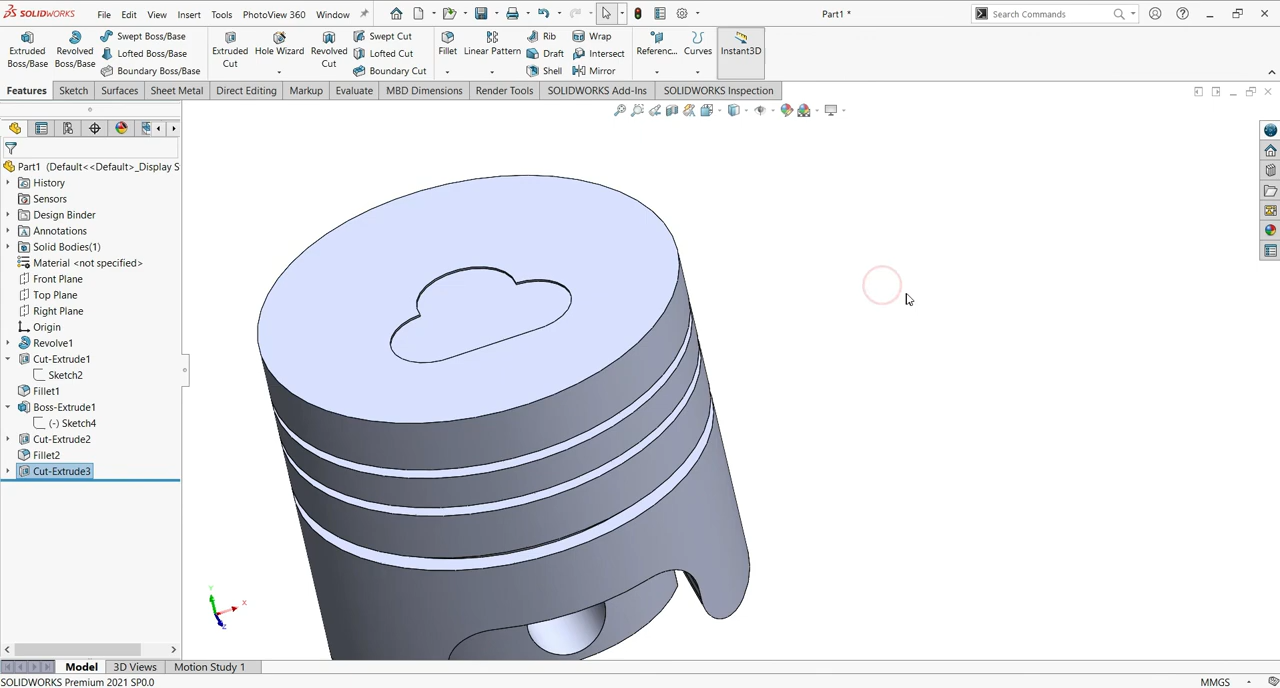 SOLIDWORKS File Edit View Insert Tools PhotoView 360 Window Part1 * Search Commands
Extruded Boss/Base
Revolved Boss/Base
Swept Boss/Base
Lofted Boss/Base
Boundary Boss/Base
Extruded Cut
Hole Wizard
Revolved Cut
Swept Cut
Lofted Cut
Boundary Cut
Fillet
Linear Pattern
Rib
Draft
Shell
Wrap
Intersect
Mirror
Referenc...
Curves
Instant3D
Features Sketch Surfaces Sheet Metal Direct Editing Markup Evaluate MBD Dimensions Render Tools SOLIDWORKS Add-Ins SOLIDWORKS Inspection
Part1 (Default<<Default>_Display S
History
Sensors
Design Binder
Annotations
Solid Bodies(1)
Material <not specified>
Front Plane
Top Plane
Right Plane
Origin
Revolve1
Cut-Extrude1
Sketch2
Fillet1
Boss-Extrude1
(-) Sketch4
Cut-Extrude2
Fillet2
Cut-Extrude3
Y
X
Z
Model 3D Views Motion Study 1
SOLIDWORKS Premium 2021 SP0.0 MMGS